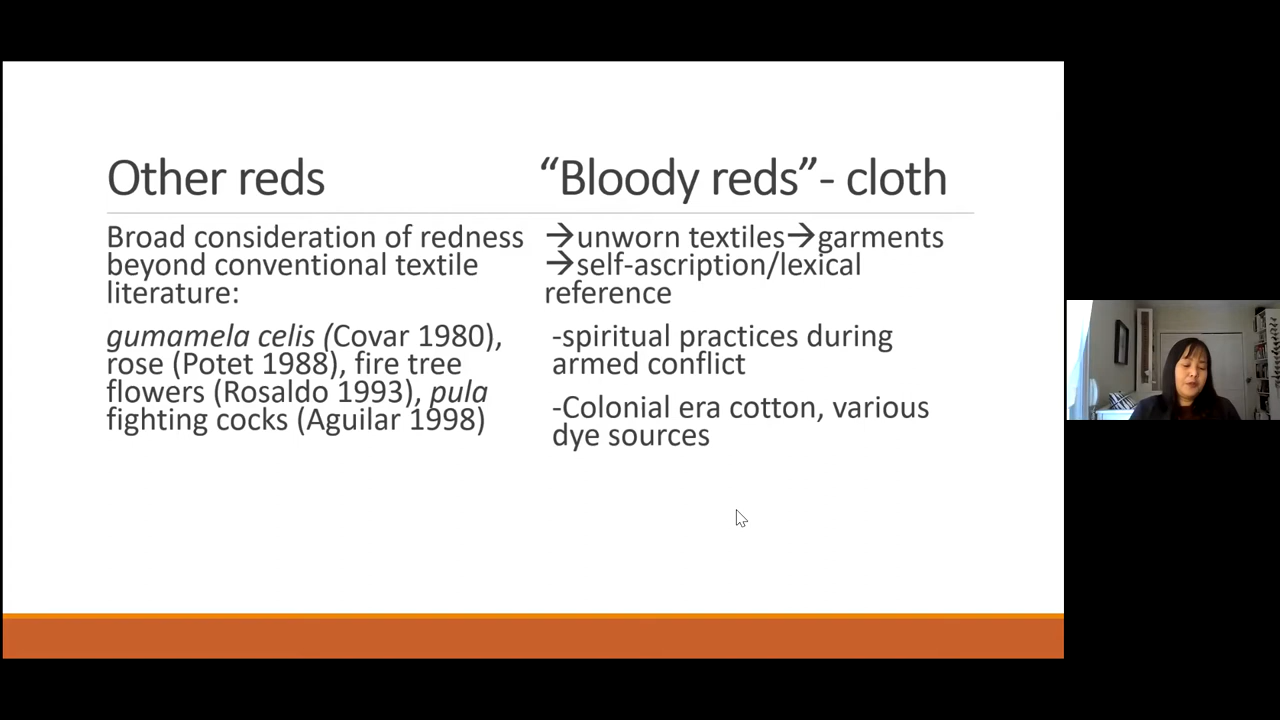 Other reds
Broad consideration of redness
beyond conventional textile
literature:
gumamela celis (Covar 1980),
rose (Potet 1988), fire tree
flowers (Rosaldo 1993), pula
fighting cocks (Aguilar 1998)
“Bloody reds”- cloth
→unworn textiles→garments
→self-ascription/lexical
reference
-spiritual practices during
armed conflict
-Colonial era cotton, various
dye sources